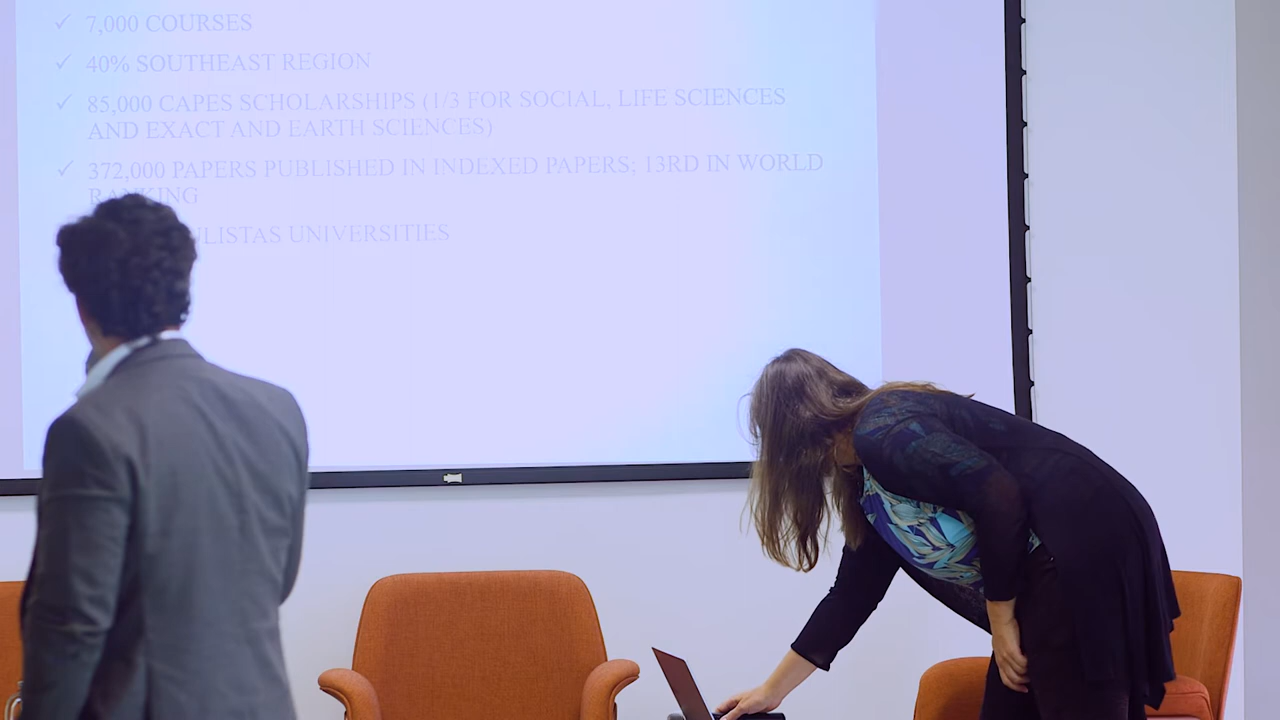 7,000 COURSES
40% SOUTHEAST REGION
85,000 CAPES SCHOLARSHIPS (1/3 FOR SOCIAL, LIFE SCIENCES
AND EXACT AND EARTH SCIENCES)
372,000 PAPERS PUBLISHED IN INDEXED PAPERS; 13RD IN WORLD
RANKING
UNIVERSITIES